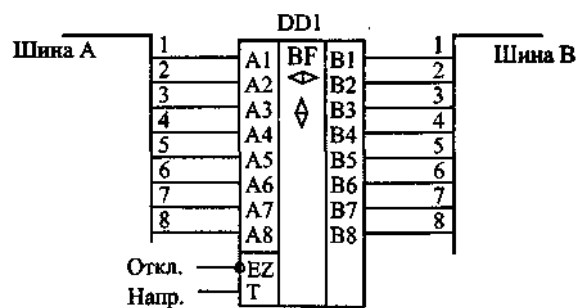 DD1
Шина А
Шина В
1 A1 BF B1 1
2 A2 B2 2
3 A3 B3 3
4 A4 B4 4
5 A5 B5 5
6 A6 B6 6
7 A7 B7 7
8 A8 B8 8
Откл. EZ
Напр. T